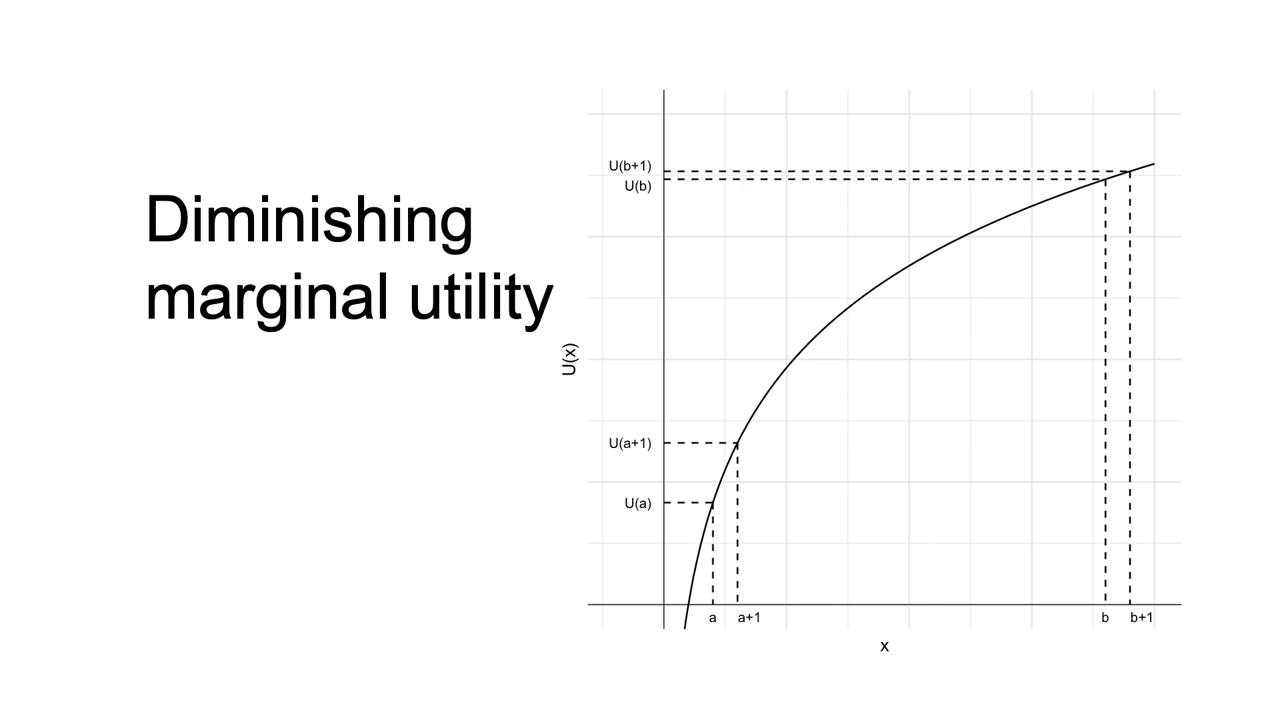 Diminishing
marginal utility
U(x)
U(b+1)
U(b)
U(a+1)
U(a)
a
a+1
b
b+1
x